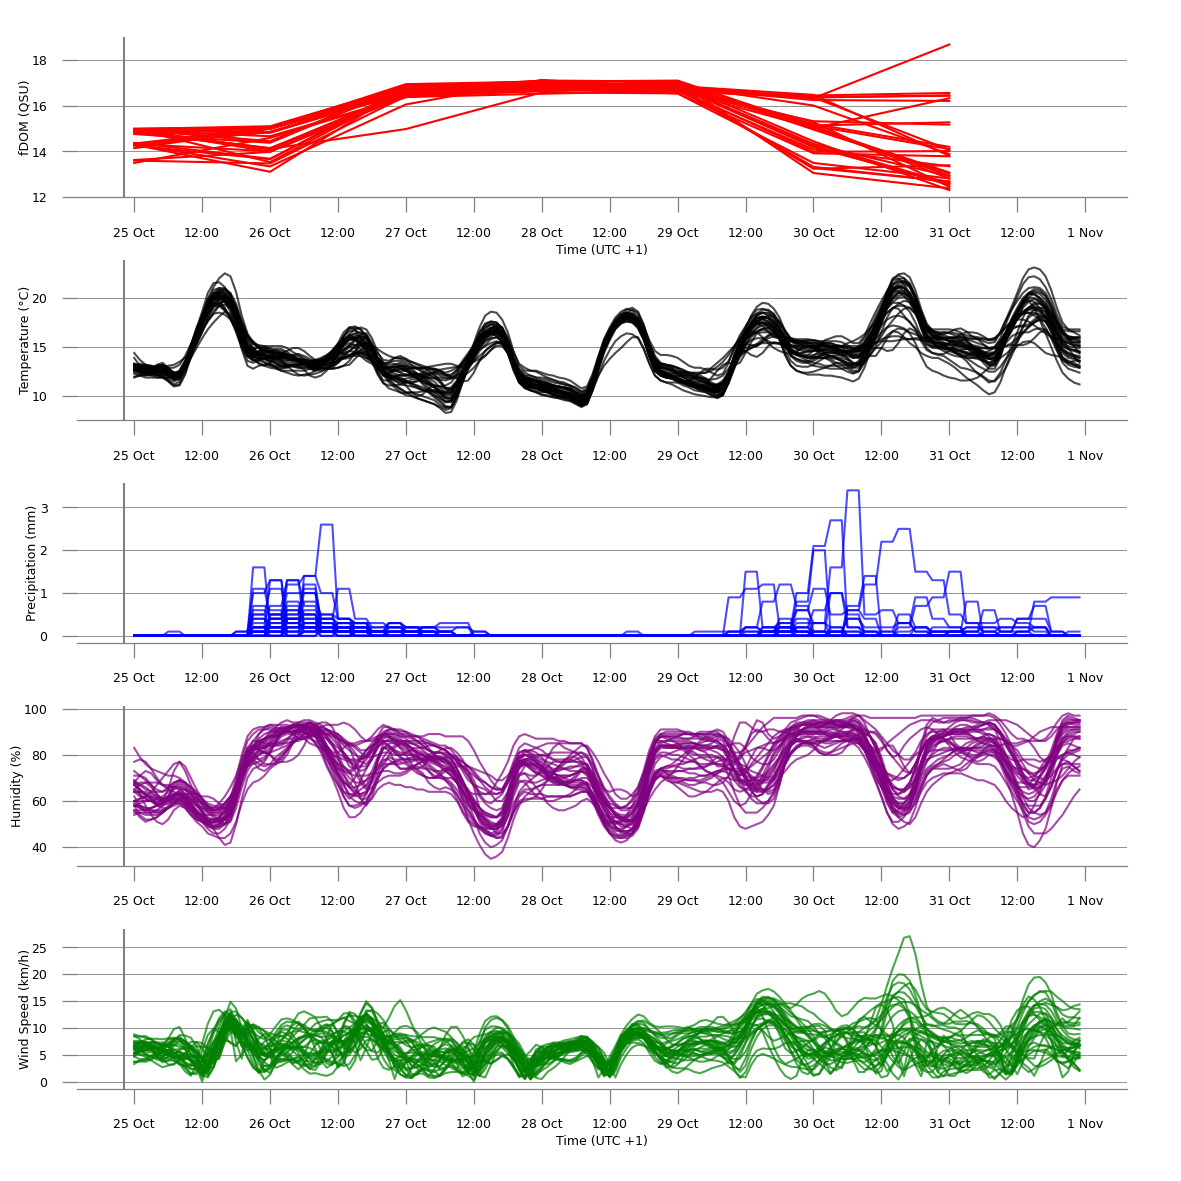 fDOM (QSU)
18
16
14
12
25 Oct 12:00 26 Oct 12:00 27 Oct 12:00 28 Oct 12:00 29 Oct 12:00 30 Oct 12:00 31 Oct 12:00 1 Nov
Time (UTC +1)
Temperature (°C)
20
15
10
25 Oct 12:00 26 Oct 12:00 27 Oct 12:00 28 Oct 12:00 29 Oct 12:00 30 Oct 12:00 31 Oct 12:00 1 Nov
Precipitation (mm)
3
2
1
0
25 Oct 12:00 26 Oct 12:00 27 Oct 12:00 28 Oct 12:00 29 Oct 12:00 30 Oct 12:00 31 Oct 12:00 1 Nov
Humidity (%)
100
80
60
40
25 Oct 12:00 26 Oct 12:00 27 Oct 12:00 28 Oct 12:00 29 Oct 12:00 30 Oct 12:00 31 Oct 12:00 1 Nov
Wind Speed (km/h)
25
20
15
10
5
0
25 Oct 12:00 26 Oct 12:00 27 Oct 12:00 28 Oct 12:00 29 Oct 12:00 30 Oct 12:00 31 Oct 12:00 1 Nov
Time (UTC +1)